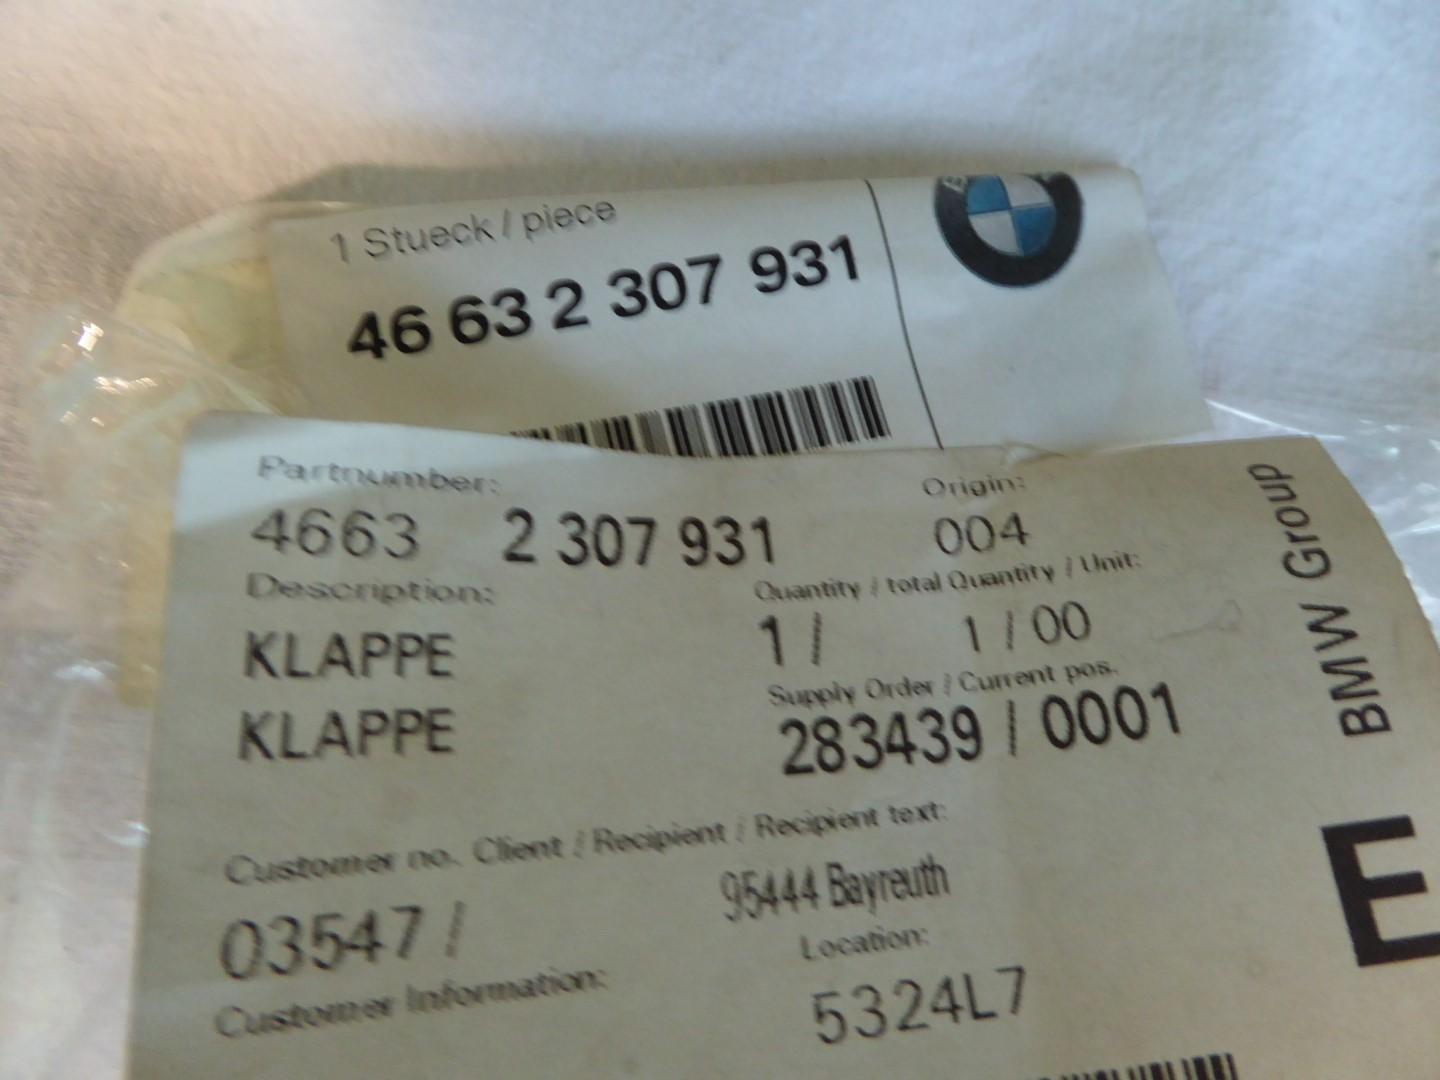 1 Stueck / piece
46 63 2 307 931
Partnumber:
Origin:
4663 2 307 931
004
Description:
Quantity / total Quantity / Unit:
KLAPPE
1 / 1 / 00
KLAPPE
Supply Order / Current pos.
283439 / 0001
Customer no. Client / Recipient / Recipient text:
03547 /
95444 Bayreuth
Location:
Customer Information:
5324L7
BMW Group
E